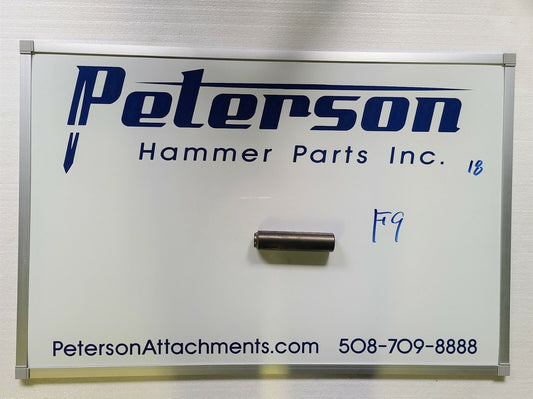 Peterson
Hammer Parts Inc.
18
F9
PetersonAttachments.com 508-709-8888